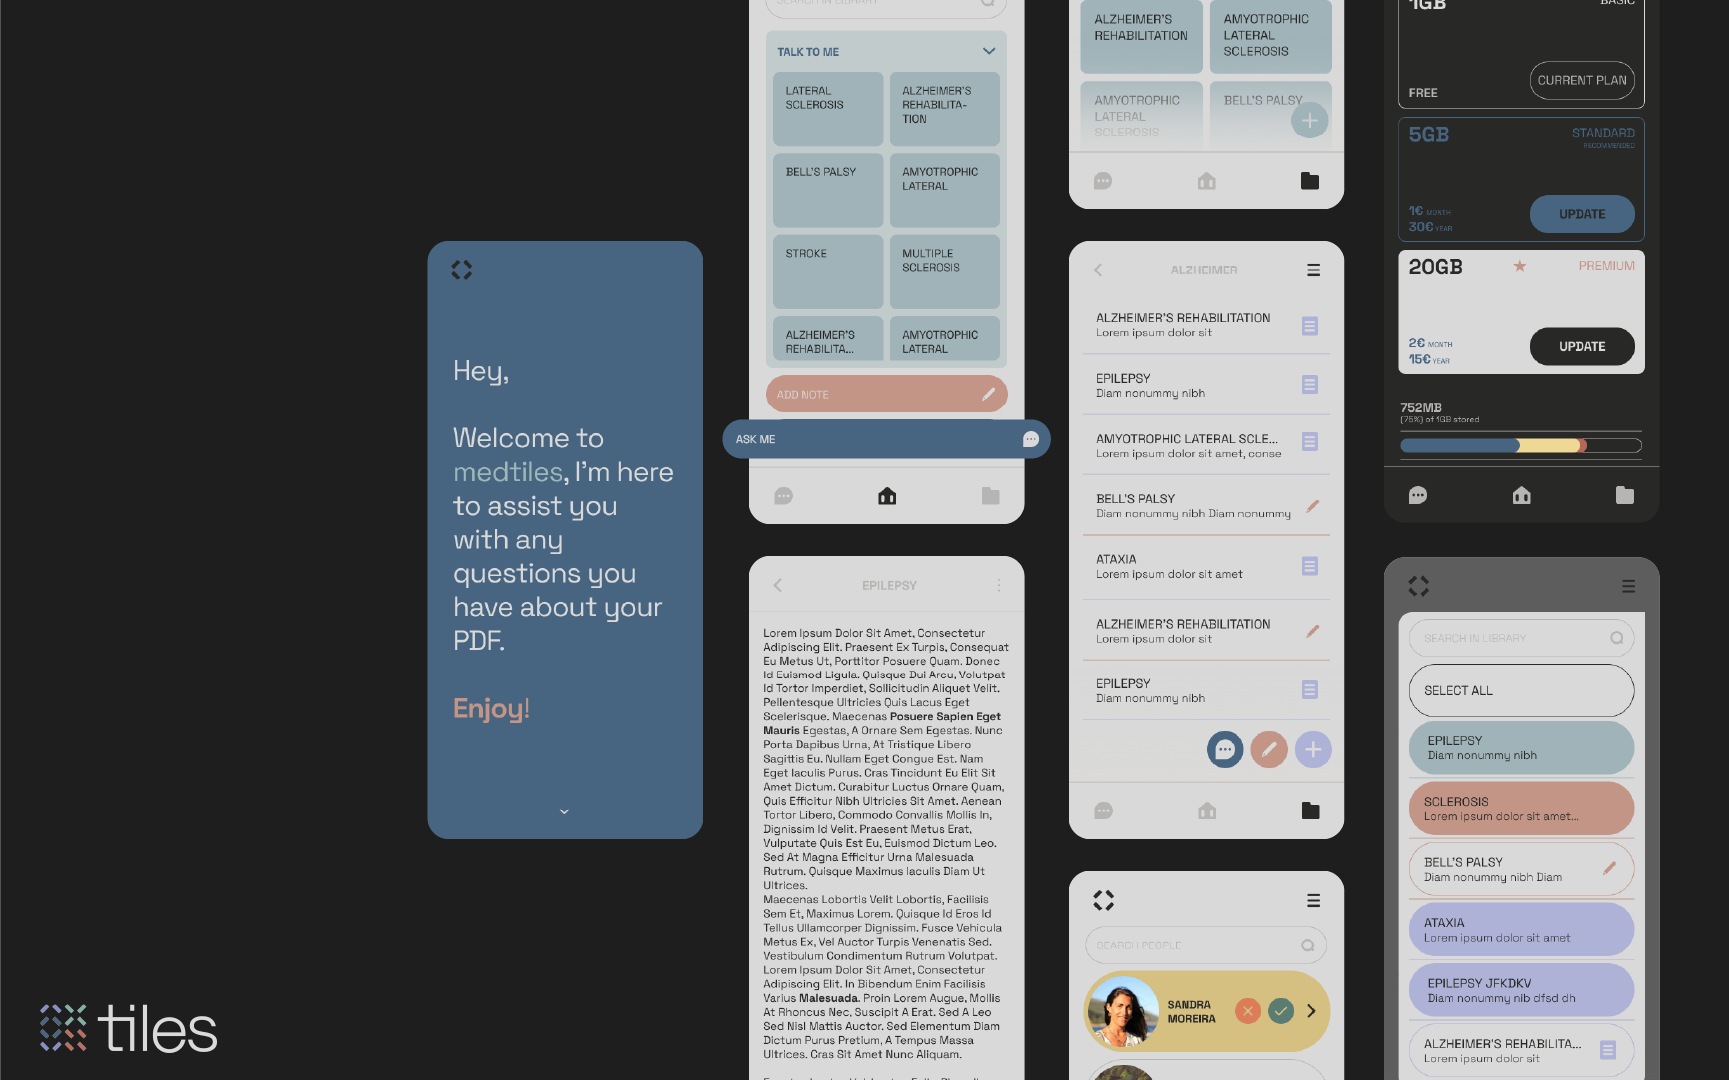 Hey,
Welcome to
medtiles, I'm here
to assist you
with any
questions you
have about your
PDF.
Enjoy!
tiles
SEARCH IN LIBRARY
TALK TO ME
LATERAL
SCLEROSIS
ALZHEIMER'S
REHABILITA-
TION
BELL'S PALSY
AMYOTROPHIC
LATERAL
STROKE
MULTIPLE
SCLEROSIS
ALZHEIMER'S
REHABILITA...
AMYOTROPHIC
LATERAL
ADD NOTE
ASK ME
EPILEPSY
Lorem Ipsum Dolor Sit Amet, Consectetur
Adipiscing Elit. Praesent Ex Turpis, Consequat
Eu Metus Ut, Porttitor Posuere Quam. Donec
Id Euismod Ligula. Quisque Dui Arcu, Volutpat
Id Tortor Imperdiet, Sollicitudin Aliquet Velit.
Pellentesque Ultricies Quis Lacus Eget
Scelerisque. Maecenas Posuere Sapien Eget
Mauris Egestas, A Ornare Sem Egestas. Nunc
Porta Dapibus Urna, At Tristique Libero
Sagittis Eu. Nullam Eget Congue Est. Nam
Eget Iaculis Purus. Cras Tincidunt Eu Elit Sit
Amet Dictum. Curabitur Luctus Ornare Quam,
Quis Efficitur Nibh Ultricies Sit Amet. Aenean
Tortor Libero, Commodo Convallis Mollis In,
Dignissim Id Velit. Praesent Metus Erat,
Vulputate Quis Est Eu, Euismod Dictum Leo.
Sed At Magna Efficitur Urna Malesuada
Rutrum. Quisque Maximus Iaculis Diam Ut
Ultrices.
Maecenas Lobortis Velit Lobortis, Facilisis
Sem Et, Maximus Lorem. Quisque Id Eros Id
Tellus Ullamcorper Dignissim. Fusce Vehicula
Metus Ex, Vel Auctor Turpis Venenatis Sed.
Vestibulum Condimentum Rutrum Volutpat.
Lorem Ipsum Dolor Sit Amet, Consectetur
Adipiscing Elit. In Bibendum Enim Facilisis
Varius Malesuada. Proin Lorem Augue, Mollis
At Rhoncus Nec, Suscipit A Erat. Sed A Leo
Sed Nisl Mattis Auctor. Sed Elementum Diam
Dictum Purus Pretium, A Tempus Massa
Ultrices. Cras Sit Amet Nunc Aliquam.
ALZHEIMER'S
REHABILITATION
AMYOTROPHIC
LATERAL
SCLEROSIS
AMYOTROPHIC
LATERAL
SCLEROSIS
BELL'S PALSY
ALZHEIMER
ALZHEIMER'S REHABILITATION
Lorem ipsum dolor sit
EPILEPSY
Diam nonummy nibh
AMYOTROPHIC LATERAL SCLE...
Lorem ipsum dolor sit amet, conse
BELL'S PALSY
Diam nonummy nibh Diam nonummy
ATAXIA
Lorem ipsum dolor sit amet
ALZHEIMER'S REHABILITATION
Lorem ipsum dolor sit
EPILEPSY
Diam nonummy nibh
SEARCH PEOPLE
SANDRA
MOREIRA
1GB
BASIC
FREE
CURRENT PLAN
5GB
STANDARD
RECOMMENDED
1€ MONTH
30€ YEAR
UPDATE
20GB
PREMIUM
2€ MONTH
15€ YEAR
UPDATE
752MB
(75%) of 1GB stored
SEARCH IN LIBRARY
SELECT ALL
EPILEPSY
Diam nonummy nibh
SCLEROSIS
Lorem ipsum dolor sit amet...
BELL'S PALSY
Diam nonummy nibh Diam
ATAXIA
Lorem ipsum dolor sit amet
EPILEPSY JFKDKV
Diam nonummy nib dfsd dh
ALZHEIMER'S REHABILITA...
Lorem ipsum dolor sit